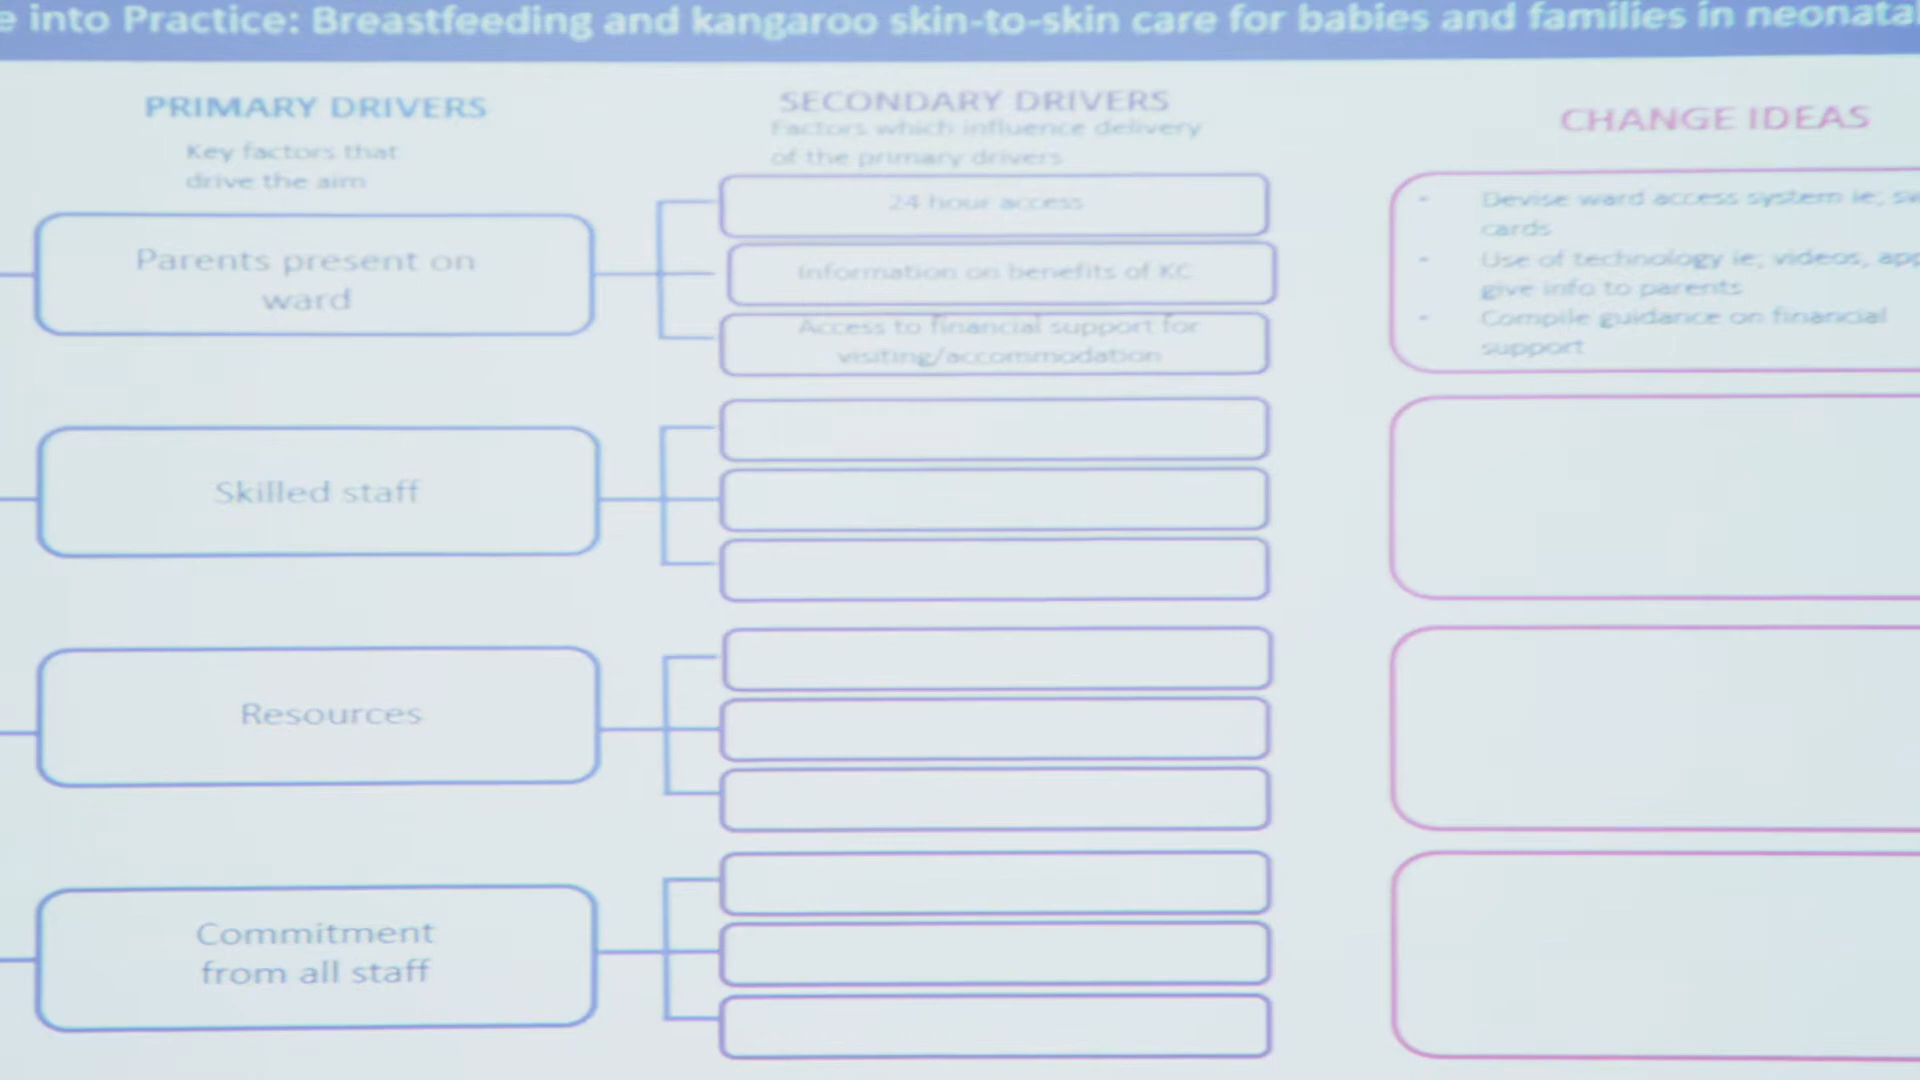 e into Practice: Breastfeeding and kangaroo skin-to-skin care for babies and families in neonatal
PRIMARY DRIVERS
Key factors that
drive the aim
SECONDARY DRIVERS
Factors which influence delivery
of the primary drivers
CHANGE IDEAS
Parents present on
ward
24 hour access
Information on benefits of KC
Access to financial support for
visiting/accommodation
- Devise ward access system ie; sw
cards
- Use of technology ie; videos, app
give info to parents
- Compile guidance on financial
support
Skilled staff
Resources
Commitment
from all staff